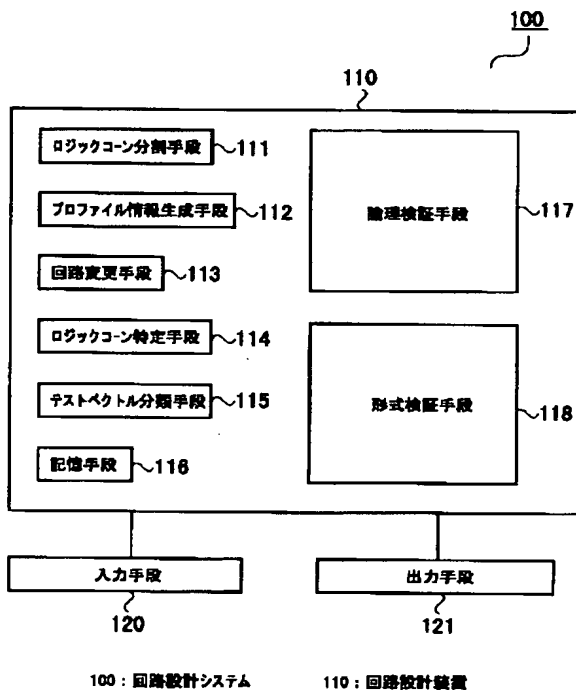 100
110
ロジックコーン分割手段 111
プロファイル情報生成手段 112
回路変更手段 113
ロジックコーン特定手段 114
テストベクトル分類手段 115
記憶手段 116
論理検証手段 117
形式検証手段 118
入力手段
120
出力手段
121
100:回路設計システム 110:回路設計装置